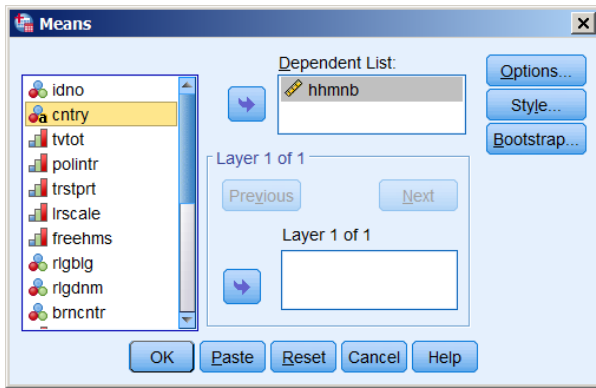 Means
idno
cntry
tvtot
polintr
trstprt
lrscale
freehms
rlgblg
rlgdnm
brncntr
Dependent List:
hhmnb
Layer 1 of 1
Previous
Next
Layer 1 of 1
Options...
Style...
Bootstrap...
OK
Paste
Reset
Cancel
Help